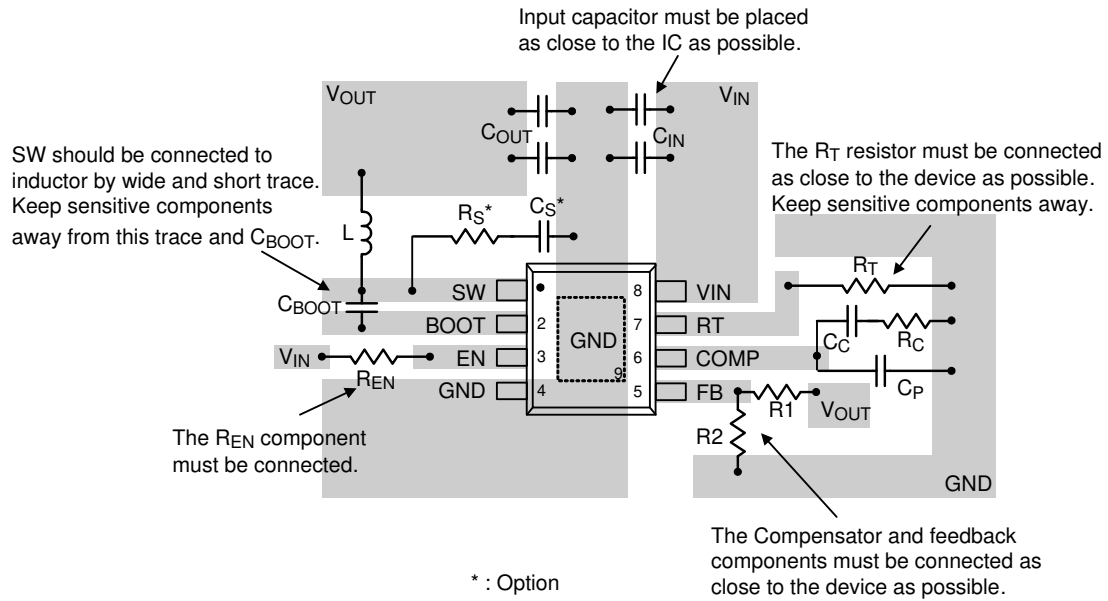 Input capacitor must be placed
as close to the IC as possible.
VOUT
VIN
COUT
CIN
SW should be connected to
inductor by wide and short trace.
Keep sensitive components
away from this trace and CBOOT.
The RT resistor must be connected
as close to the device as possible.
Keep sensitive components away.
L
RS*
CS*
RT
CBOOT
SW
8
VIN
BOOT
2
7
RT
CC
RC
GND
VIN
REN
EN
3
6
COMP
9
CP
GND
4
5
FB
R1
VOUT
R2
The REN component
must be connected.
GND
The Compensator and feedback
components must be connected as
close to the device as possible.
* : Option